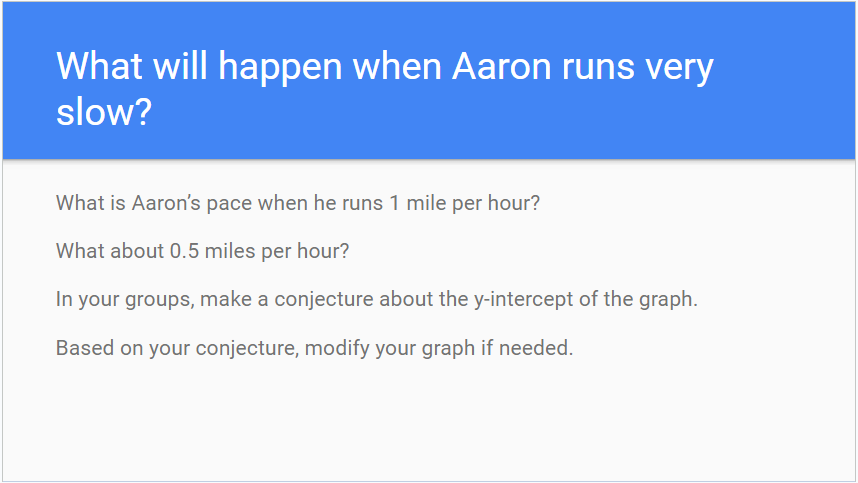 What will happen when Aaron runs very
slow?
What is Aaron’s pace when he runs 1 mile per hour?
What about 0.5 miles per hour?
In your groups, make a conjecture about the y-intercept of the graph.
Based on your conjecture, modify your graph if needed.